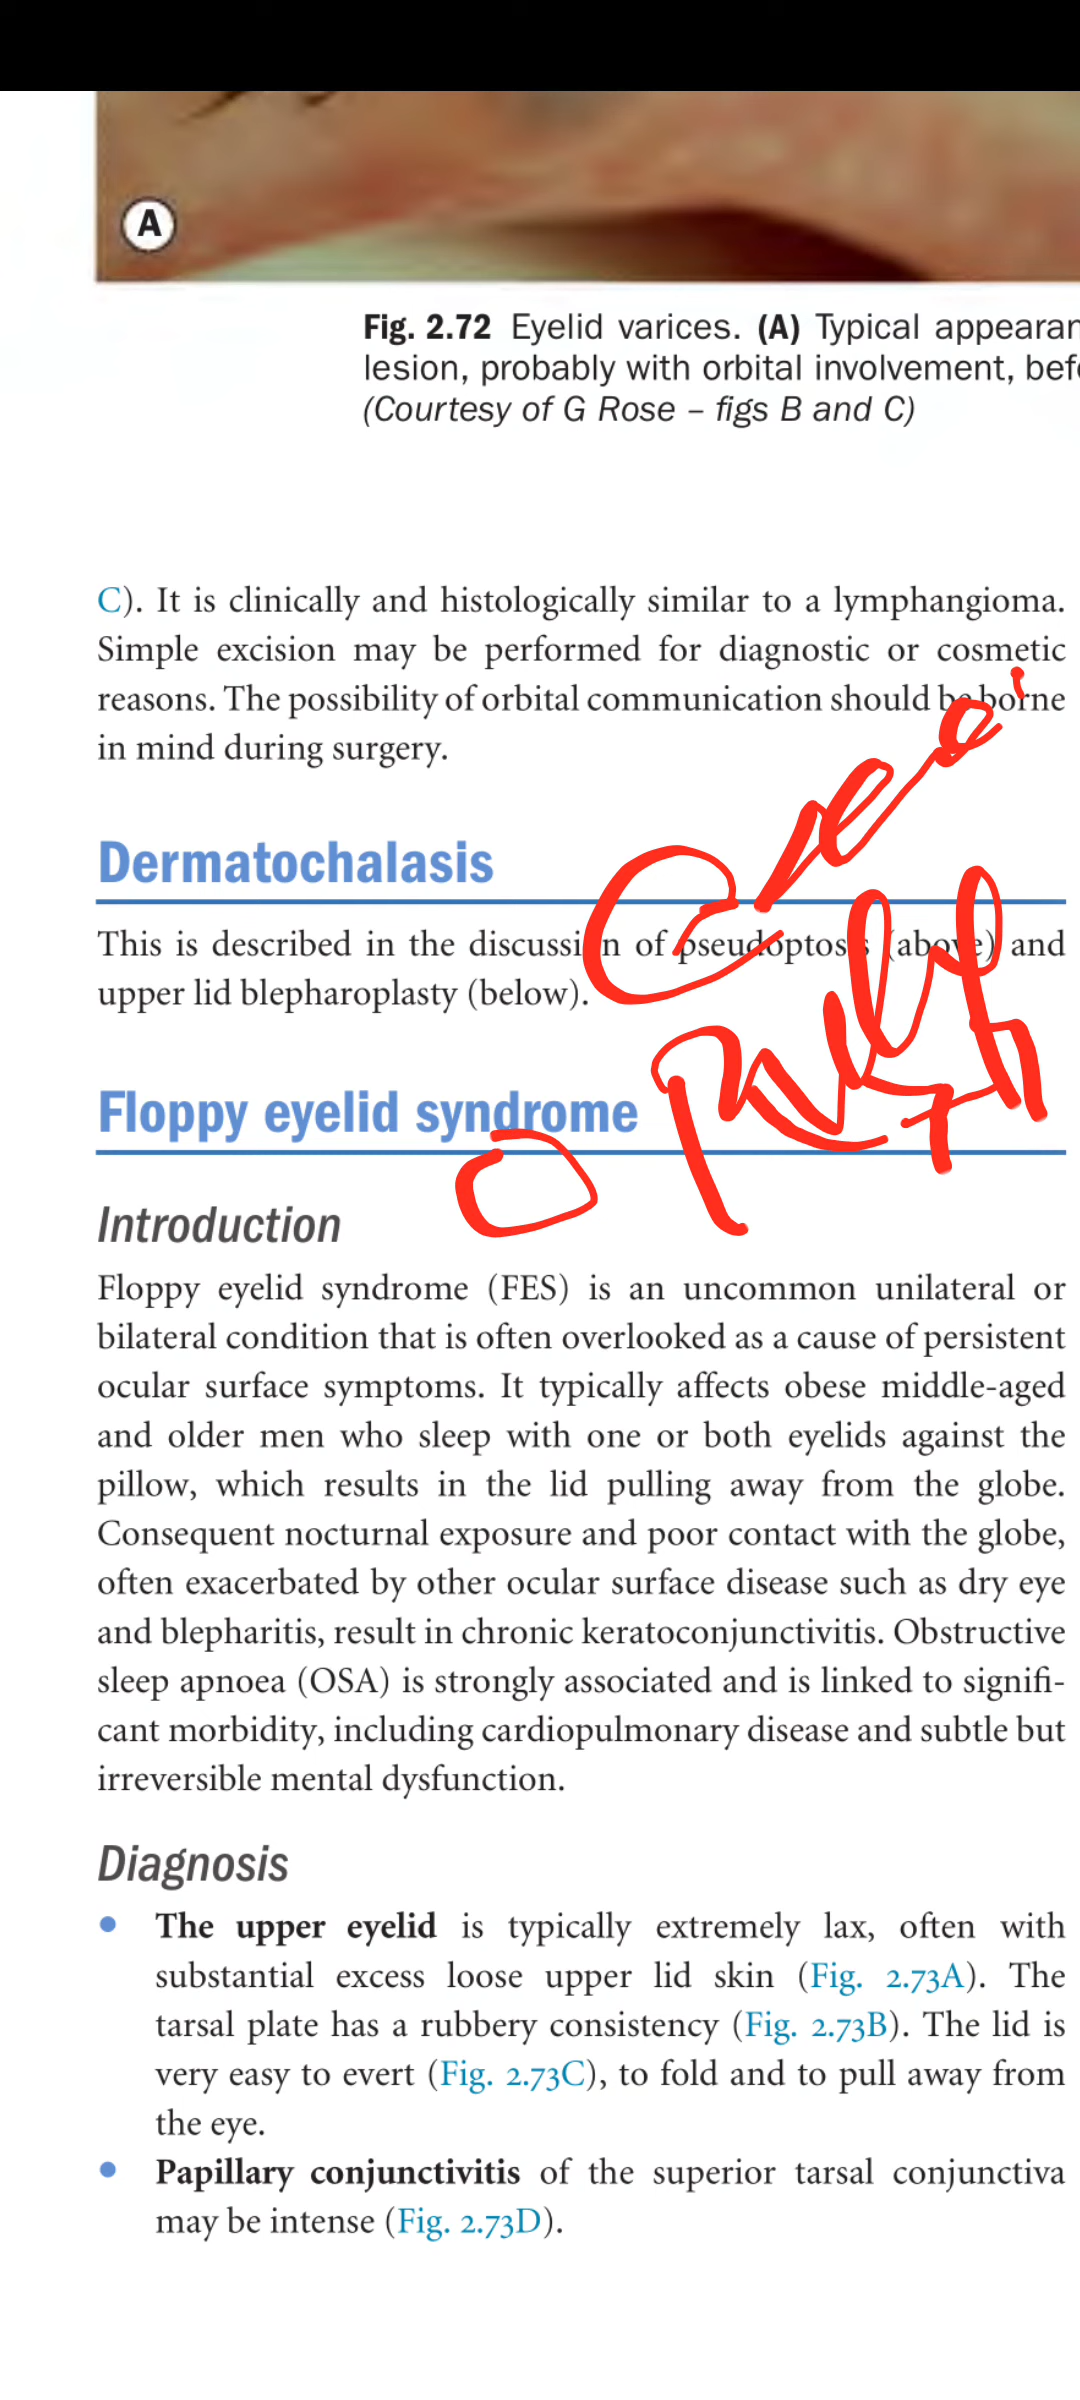 A
Fig. 2.72 Eyelid varices. (A) Typical appearan
lesion, probably with orbital involvement, bef
(Courtesy of G Rose – figs B and C)
C). It is clinically and histologically similar to a lymphangioma.
Simple excision may be performed for diagnostic or cosmetic
reasons. The possibility of orbital communication should be borne
in mind during surgery.
Dermatochalasis
This is described in the discussion of pseudoptosis (above) and
upper lid blepharoplasty (below).
Floppy eyelid syndrome
Introduction
Floppy eyelid syndrome (FES) is an uncommon unilateral or
bilateral condition that is often overlooked as a cause of persistent
ocular surface symptoms. It typically affects obese middle-aged
and older men who sleep with one or both eyelids against the
pillow, which results in the lid pulling away from the globe.
Consequent nocturnal exposure and poor contact with the globe,
often exacerbated by other ocular surface disease such as dry eye
and blepharitis, result in chronic keratoconjunctivitis. Obstructive
sleep apnoea (OSA) is strongly associated and is linked to signifi-
cant morbidity, including cardiopulmonary disease and subtle but
irreversible mental dysfunction.
Diagnosis
• The upper eyelid is typically extremely lax, often with
substantial excess loose upper lid skin (Fig. 2.73A). The
tarsal plate has a rubbery consistency (Fig. 2.73B). The lid is
very easy to evert (Fig. 2.73C), to fold and to pull away from
the eye.
• Papillary conjunctivitis of the superior tarsal conjunctiva
may be intense (Fig. 2.73D).